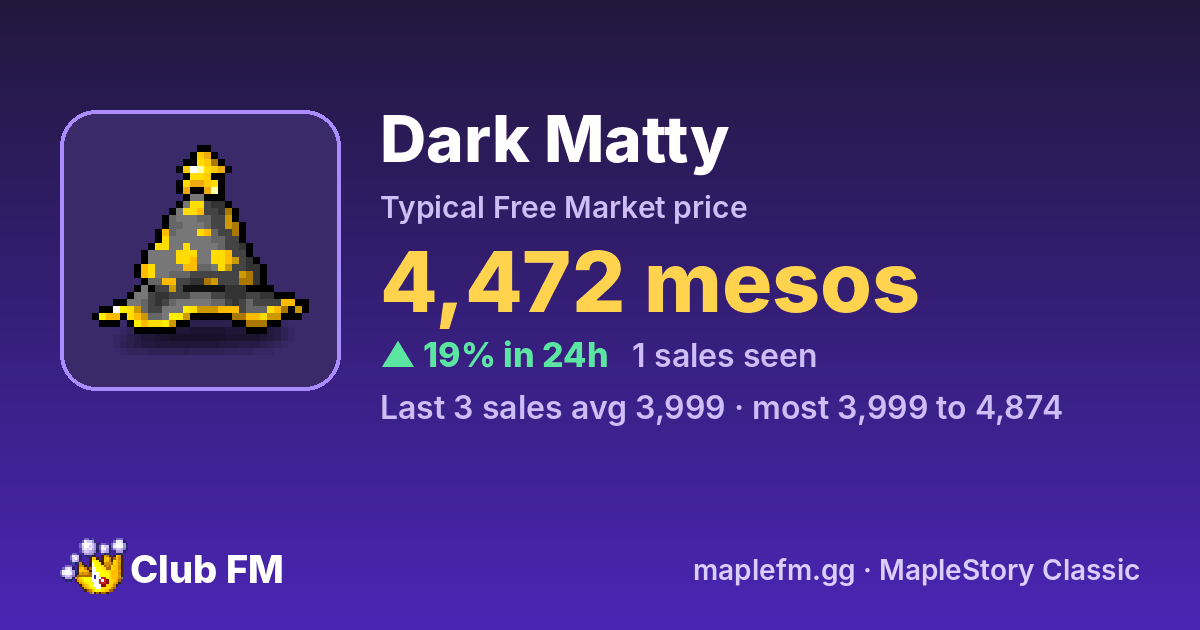 Dark Matty
Typical Free Market price
4,472 mesos
▲ 19% in 24h 1 sales seen
Last 3 sales avg 3,999 · most 3,999 to 4,874
Club FM
maplefm.gg · MapleStory Classic